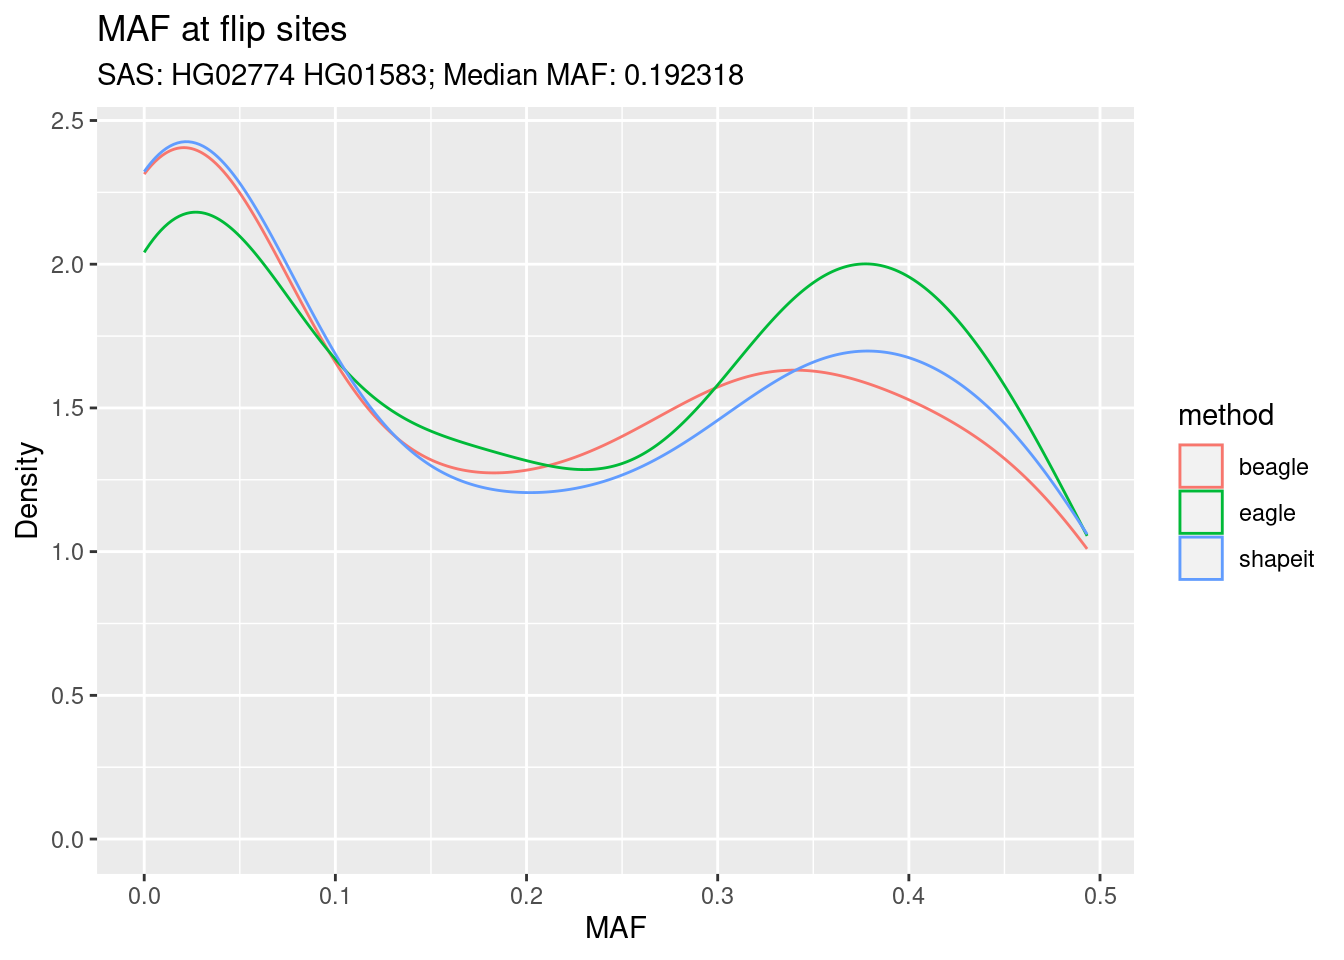 MAF at flip sites
SAS: HG02774 HG01583; Median MAF: 0.192318
2.5
2.0
1.5
1.0
0.5
0.0
Density
0.0 0.1 0.2 0.3 0.4 0.5
MAF
method
beagle
eagle
shapeit